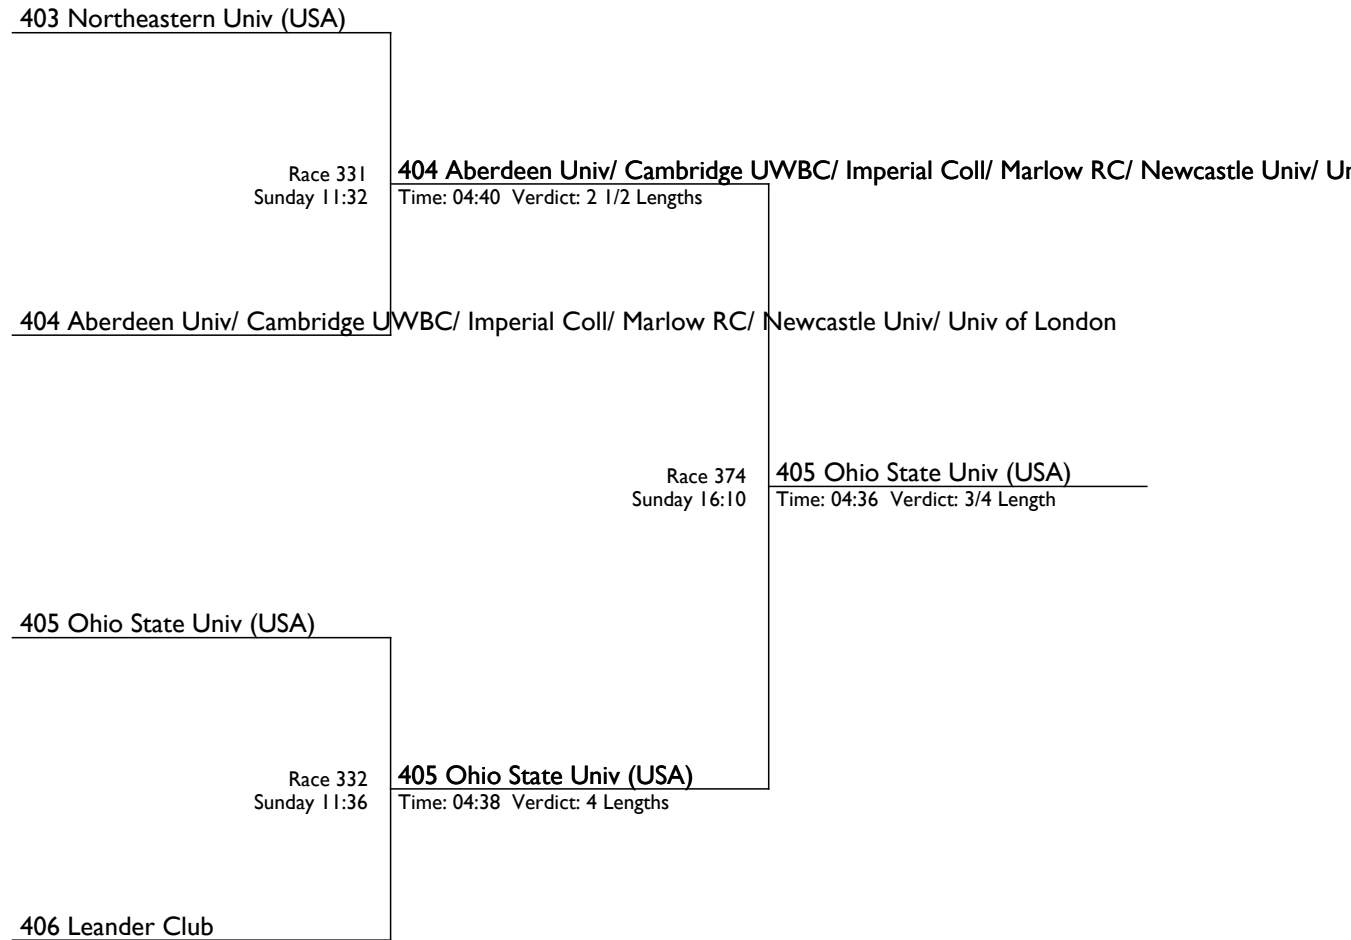 403 Northeastern Univ (USA)
Race 331
Sunday 11:32
404 Aberdeen Univ/ Cambridge UWBC/ Imperial Coll/ Marlow RC/ Newcastle Univ/
Time: 04:40 Verdict: 2 1/2 Lengths
404 Aberdeen Univ/ Cambridge UWBC/ Imperial Coll/ Marlow RC/ Newcastle Univ/ Univ of London
Race 374
Sunday 16:10
405 Ohio State Univ (USA)
Time: 04:36 Verdict: 3/4 Length
405 Ohio State Univ (USA)
Race 332
Sunday 11:36
405 Ohio State Univ (USA)
Time: 04:38 Verdict: 4 Lengths
406 Leander Club